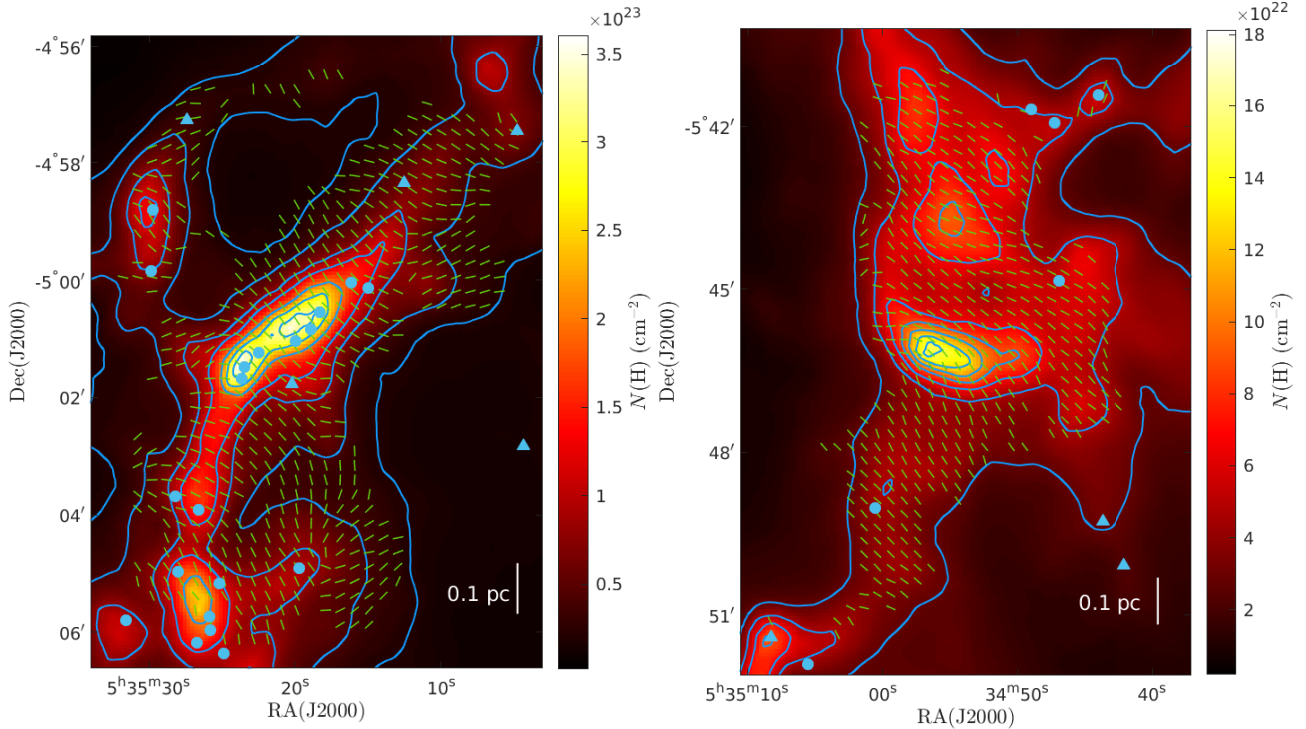 ×10²³
-4° 56′
-4° 58′
-5° 00′
02′
04′
06′
Dec(J2000)
5ʰ35ᵐ30ˢ
20ˢ
10ˢ
RA(J2000)
0.1 pc
3.5
3
2.5
2
1.5
1
0.5
N(H) (cm⁻²)
×10²²
-5° 42′
45′
48′
51′
Dec(J2000)
5ʰ35ᵐ10ˢ
00ˢ
34ᵐ50ˢ
40ˢ
RA(J2000)
0.1 pc
18
16
14
12
10
8
6
4
2
N(H) (cm⁻²)